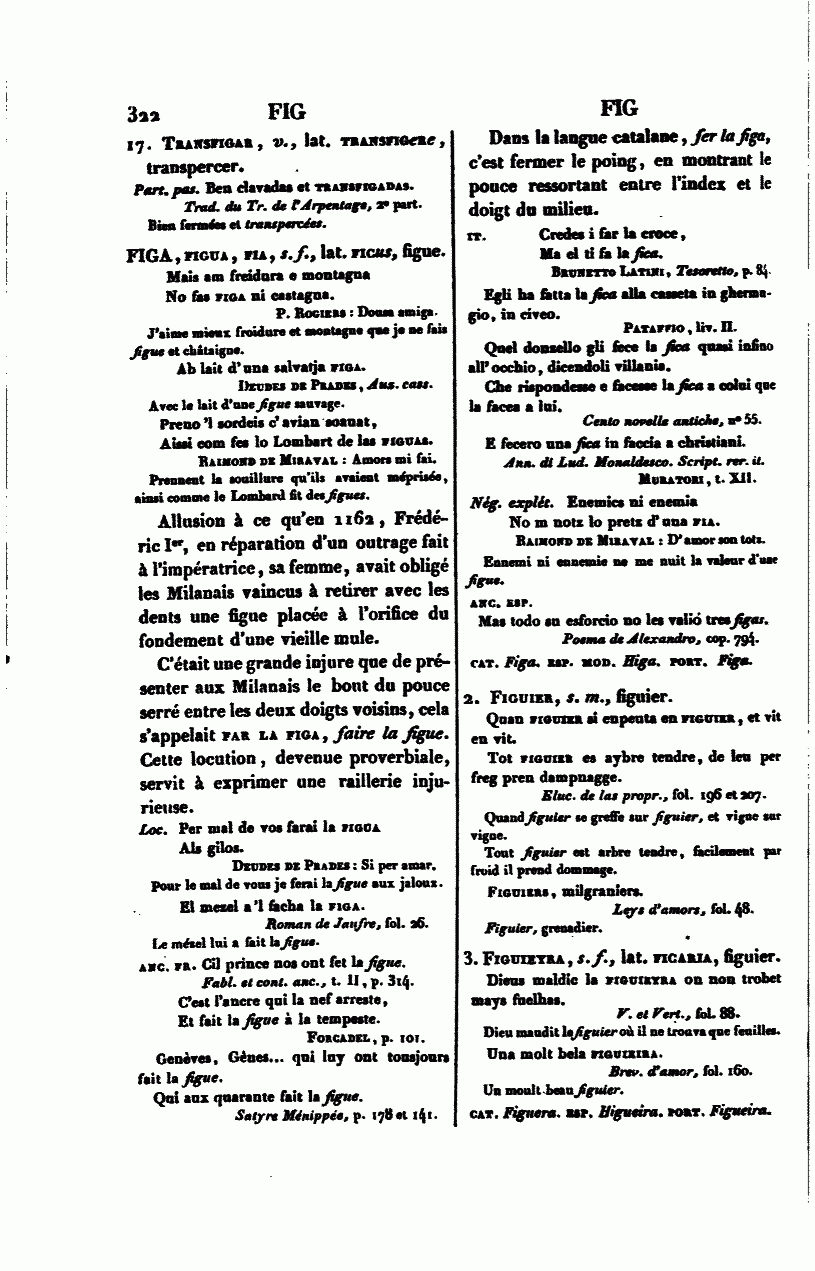 322 FIG
17. TRANSFIGAR, v., lat. TRANSFIGERE,
transpercer.
Part. pas. Ben clavadas et TRANSFIGADAS.
Trad. du Tr. de l'Arpentage, 2e part.
Bien fermées et transpercées.
FIGA, FIGUA, FIA, s. f., lat. FICUS, figue.
Mais am freidura e montagna
No fas FIGA ni castagna.
P. ROGIERS : Dousa amiga.
J'aime mieux froidure et montagne que je ne fais
figue et châtaigne.
Ab lait d'una salvatja FIGA.
DEUDES DE PRADES, Aus. cass.
Avec le lait d'une figue sauvage.
Preno 'l sordeis c'avian soanat,
Aissi com fes lo Lombart de las FIGUAS.
RAIMOND DE MIRAVAL : Amors mi fai.
Prennent la souillure qu'ils avaient méprisée,
ainsi comme le Lombard fit des figues.
Allusion à ce qu'en 1162, Frédé-
ric Ier, en réparation d'un outrage fait
à l'impératrice, sa femme, avait obligé
les Milanais vaincus à retirer avec les
dents une figue placée à l'orifice du
fondement d'une vieille mule.
C'était une grande injure que de pré-
senter aux Milanais le bout du pouce
serré entre les deux doigts voisins, cela
s'appelait FAR LA FIGA, faire la figue.
Cette locution, devenue proverbiale,
servit à exprimer une raillerie inju-
rieuse.
Loc. Per mal de vos farai la FIGUA
Als gilos.
DEUDES DE PRADES : Si per amar.
Pour le mal de vous je ferai la figue aux jaloux.
El mezel a 'l facha la FIGA.
Roman de Jaufre, fol. 26.
Le mézel lui a fait la figue.
ANC. FR. Cil prince nos ont fet la figue.
Fabl. et cont. anc., t. II, p. 314.
C'est l'ancre qui la nef arreste,
Et fait la figue à la tempeste.
FORCADEL, p. 101.
Genèves, Gênes... qui luy ont tousjours
fait la figue.
Qui aux quarante fait la figue.
Satyre Ménippée, p. 178 et 141.
FIG
Dans la langue catalane, fer la figa,
c'est fermer le poing, en montrant le
pouce ressortant entre l'index et le
doigt du milieu.
IT. Credes i far la croce,
Ma el ti fa la fica.
BRUNETTO LATINI, Tesoretto, p. 84.
Egli ha fatta la fica alla casseta in gherma-
gio, in civeo.
PATAFFIO, liv. II.
Quel donsello gli fece la fica quasi infino
all' occhio, dicendoli villania.
Che rispondesse e facesse la fica a colui que
la facea a lui.
Cento novelle antiche, no 55.
E fecero una fica in faccia a christiani.
Ann. di Lud. Monaldesco. Script. rer. it.
MURATORI, t. XII.
Nég. explét. Enemics ni enemia
No m notz lo pretz d'una FIA.
RAIMOND DE MIRAVAL : D'amor son totz.
Ennemi ni ennemie ne me nuit la valeur d'une
figue.
ANC. ESP.
Mas todo su esforcio no les valió tres figas.
Poema de Alexandro, cop. 794.
CAT. Figa. ESP. MOD. Higa. PORT. Figa.
2. FIGUIER, s. m., figuier.
Quan FIGUIER si enpeuta en FIGUIER, et vit
en vit.
Tot FIGUIER es aybre tendre, de leu per
freg pren dampnagge.
Eluc. de las propr., fol. 196 et 207.
Quand figuier se greffe sur figuier, et vigne sur
vigne.
Tout figuier est arbre tendre, facilement par
froid il prend dommage.
FIGUIERS, milgraniers.
Leys d'amors, fol. 48.
Figuier, grenadier.
3. FIGUIEYRA, s. f., lat. FICARIA, figuier.
Dieus maldic la FIGUIEYRA on non trobet
mays fuelhas.
V. et Vert., fol. 88.
Dieu maudit le figuier où il ne trouva que feuilles.
Una molt bela FIGUIEIRA.
Brev. d'amor, fol. 160.
Un moult beau figuier.
CAT. Figuera. ESP. Higueira. PORT. Figueira.